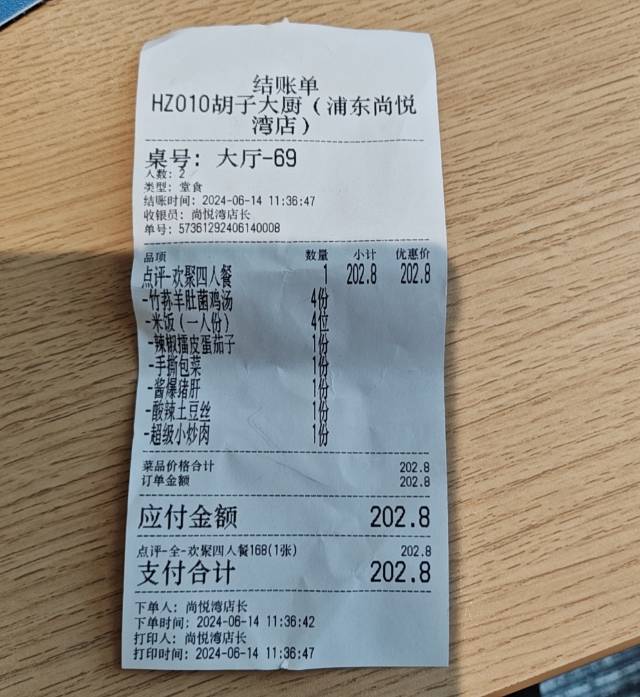 结账单
HZ010胡子大厨（浦东尚悦
湾店）
桌号：大厅-69
人数：2
类型：堂食
结账时间：2024-06-14 11:36:47
收银员：尚悦湾店长
单号：57361292406140008
品项 数量 小计 优惠价
点评-欢聚四人餐 1 202.8 202.8
-竹荪羊肚菌鸡汤 4份
-米饭（一人份） 4位
-辣椒擂皮蛋茄子 1份
-手撕包菜 1份
-酱爆猪肝 1份
-酸辣土豆丝 1份
-超级小炒肉 1份
菜品价格合计 202.8
订单金额 202.8
应付金额 202.8
点评-全-欢聚四人餐168(1张) 202.8
支付合计 202.8
下单人：尚悦湾店长
下单时间：2024-06-14 11:36:42
打印人：尚悦湾店长
打印时间：2024-06-14 11:36:47